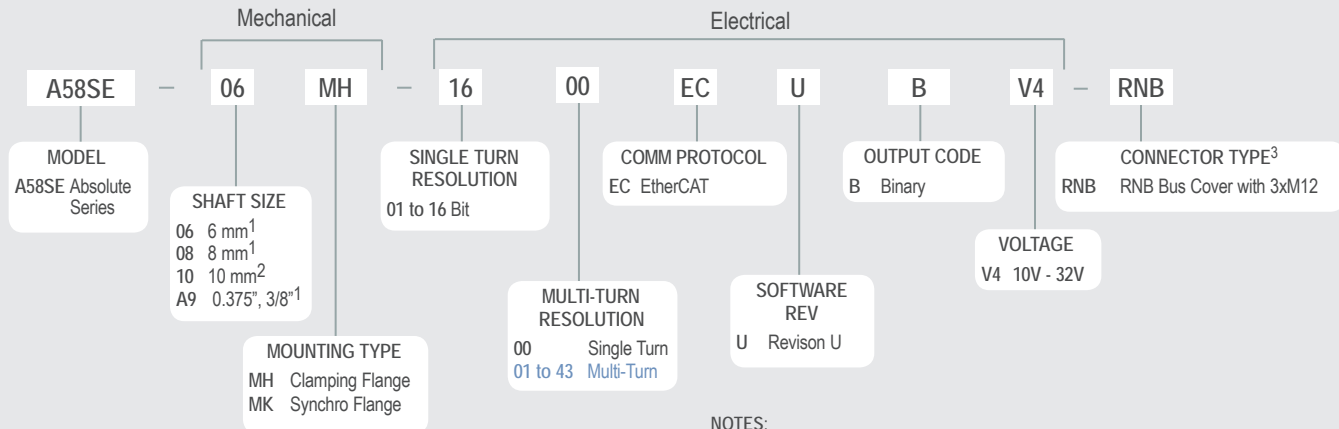 Mechanical
Electrical
A58SE – 06 MH – 16 00 EC U B V4 – RNB
MODEL
A58SE Absolute
Series
SHAFT SIZE
06 6 mm1
08 8 mm1
10 10 mm2
A9 0.375”, 3/8”1
MOUNTING TYPE
MH Clamping Flange
MK Synchro Flange
SINGLE TURN
RESOLUTION
01 to 16 Bit
MULTI-TURN
RESOLUTION
00 Single Turn
01 to 43 Multi-Turn
COMM PROTOCOL
EC EtherCAT
SOFTWARE
REV
U Revison U
OUTPUT CODE
B Binary
VOLTAGE
V4 10V - 32V
CONNECTOR TYPE3
RNB RNB Bus Cover with 3xM12
NOTES: